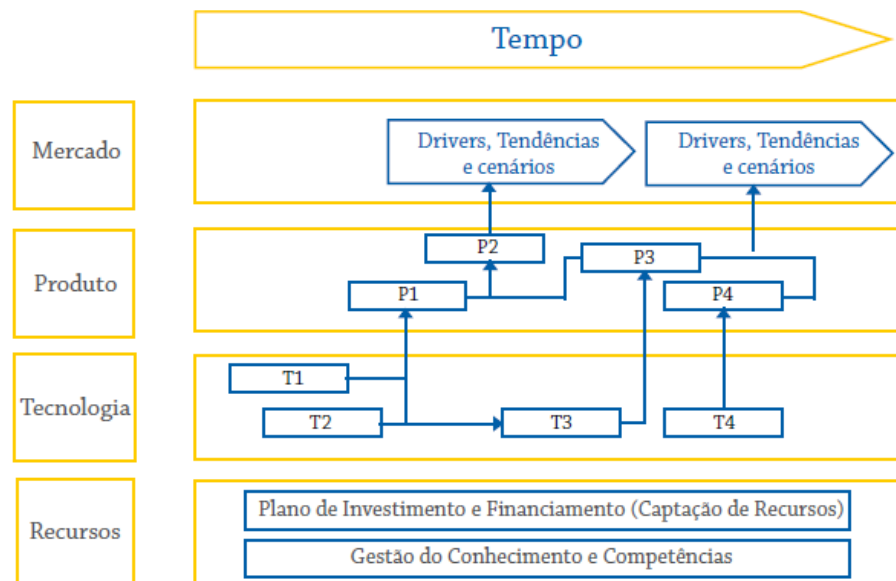 Tempo
Mercado
Drivers, Tendências
e cenários
Drivers, Tendências
e cenários
Produto
P2
P3
P1
P4
Tecnologia
T1
T2
T3
T4
Recursos
Plano de Investimento e Financiamento (Captação de Recursos)
Gestão do Conhecimento e Competências